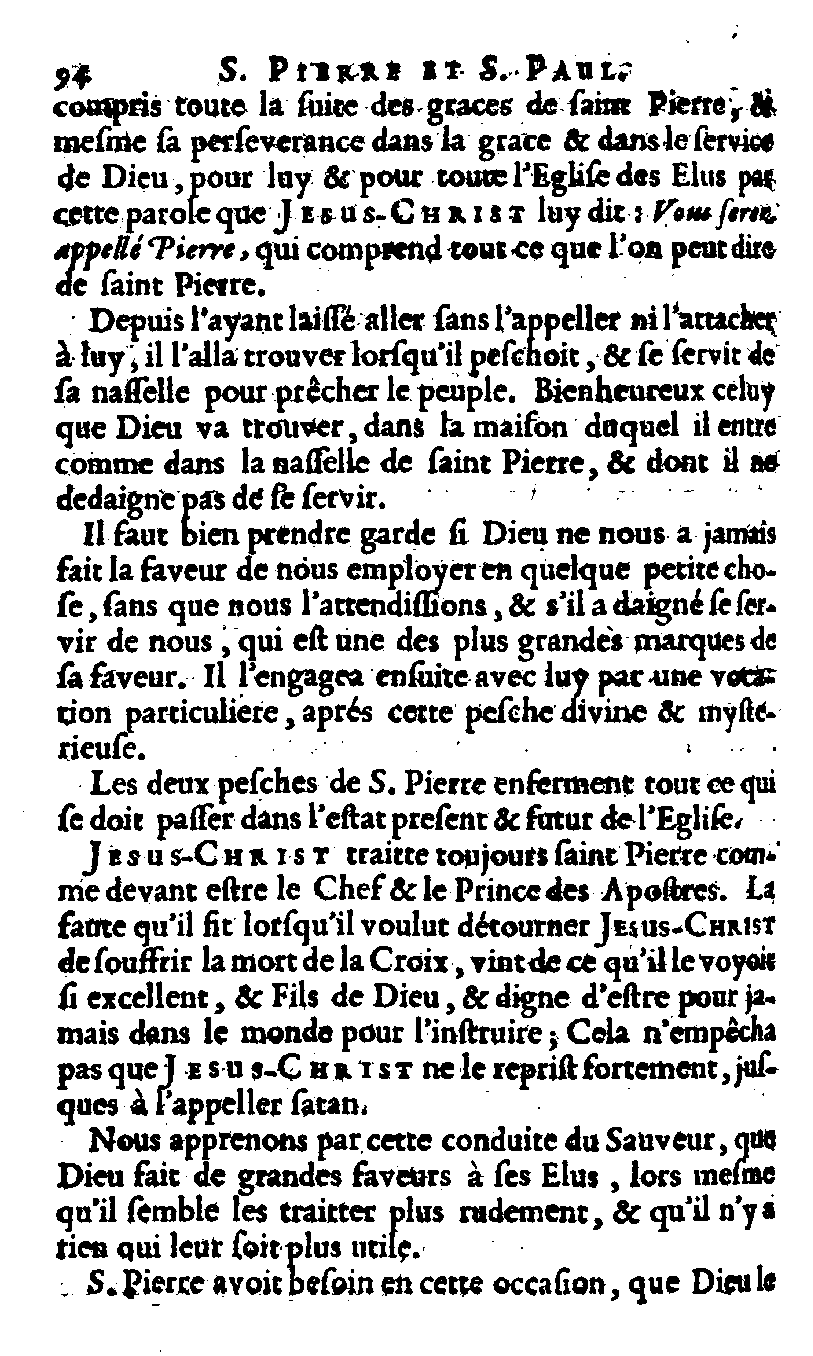 94 S. PIERRE ET S. PAUL.
compris toute la ſuite des graces de ſaint Pierre, &
meſme ſa perſeverance dans la grace & dans le ſervice
de Dieu, pour luy & pour toute l'Egliſe des Elus par
cette parole que JESUS-CHRIST luy dit : Vous ſerez
appellé Pierre, qui comprend tout ce que l'on peut dire
de ſaint Pierre.
Depuis l'ayant laiſſé aller ſans l'appeller ni l'attacher
à luy, il l'alla trouver lorſqu'il peſchoit, & ſe ſervit de
ſa naſſelle pour prêcher le peuple. Bienheureux celuy
que Dieu va trouver, dans la maiſon duquel il entre
comme dans la naſſelle de ſaint Pierre, & dont il ne
dedaigne pas de ſe ſervir.
Il faut bien prendre garde ſi Dieu ne nous a jamais
fait la faveur de nous employer en quelque petite cho-
ſe, ſans que nous l'attendiſſions, & s'il a daigné ſe ſer-
vir de nous, qui eſt une des plus grandes marques de
ſa faveur. Il l'engagea enſuite avec luy par une voca-
tion particuliere, aprés cette peſche divine & myſte-
rieuſe.
Les deux peſches de S. Pierre enferment tout ce qui
ſe doit paſſer dans l'eſtat preſent & futur de l'Egliſe.
JESUS-CHRIST traitte toujours ſaint Pierre com-
me devant eſtre le Chef & le Prince des Apoſtres. La
faute qu'il fit lorſqu'il voulut détourner JESUS-CHRIST
de ſouffrir la mort de la Croix, vint de ce qu'il le voyoit
ſi excellent, & Fils de Dieu, & digne d'eſtre pour ja-
mais dans le monde pour l'inſtruire; Cela n'empêcha
pas que JESUS-CHRIST ne le repriſt fortement, juſ-
ques à l'appeller ſatan.
Nous apprenons par cette conduite du Sauveur, que
Dieu fait de grandes faveurs à ſes Elus, lors meſme
qu'il ſemble les traitter plus rudement, & qu'il n'y a
rien qui leur ſoit plus utile.
S. Pierre avoit beſoin en cette occaſion, que Dieu le